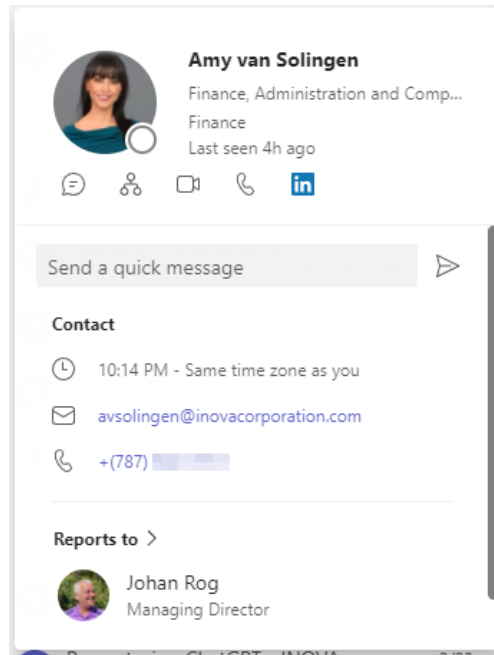 Amy van Solingen
Finance, Administration and Comp...
Finance
Last seen 4h ago
in
Send a quick message
Contact
10:14 PM - Same time zone as you
avsolingen@inovacorporation.com
+(787)
Reports to
Johan Rog
Managing Director